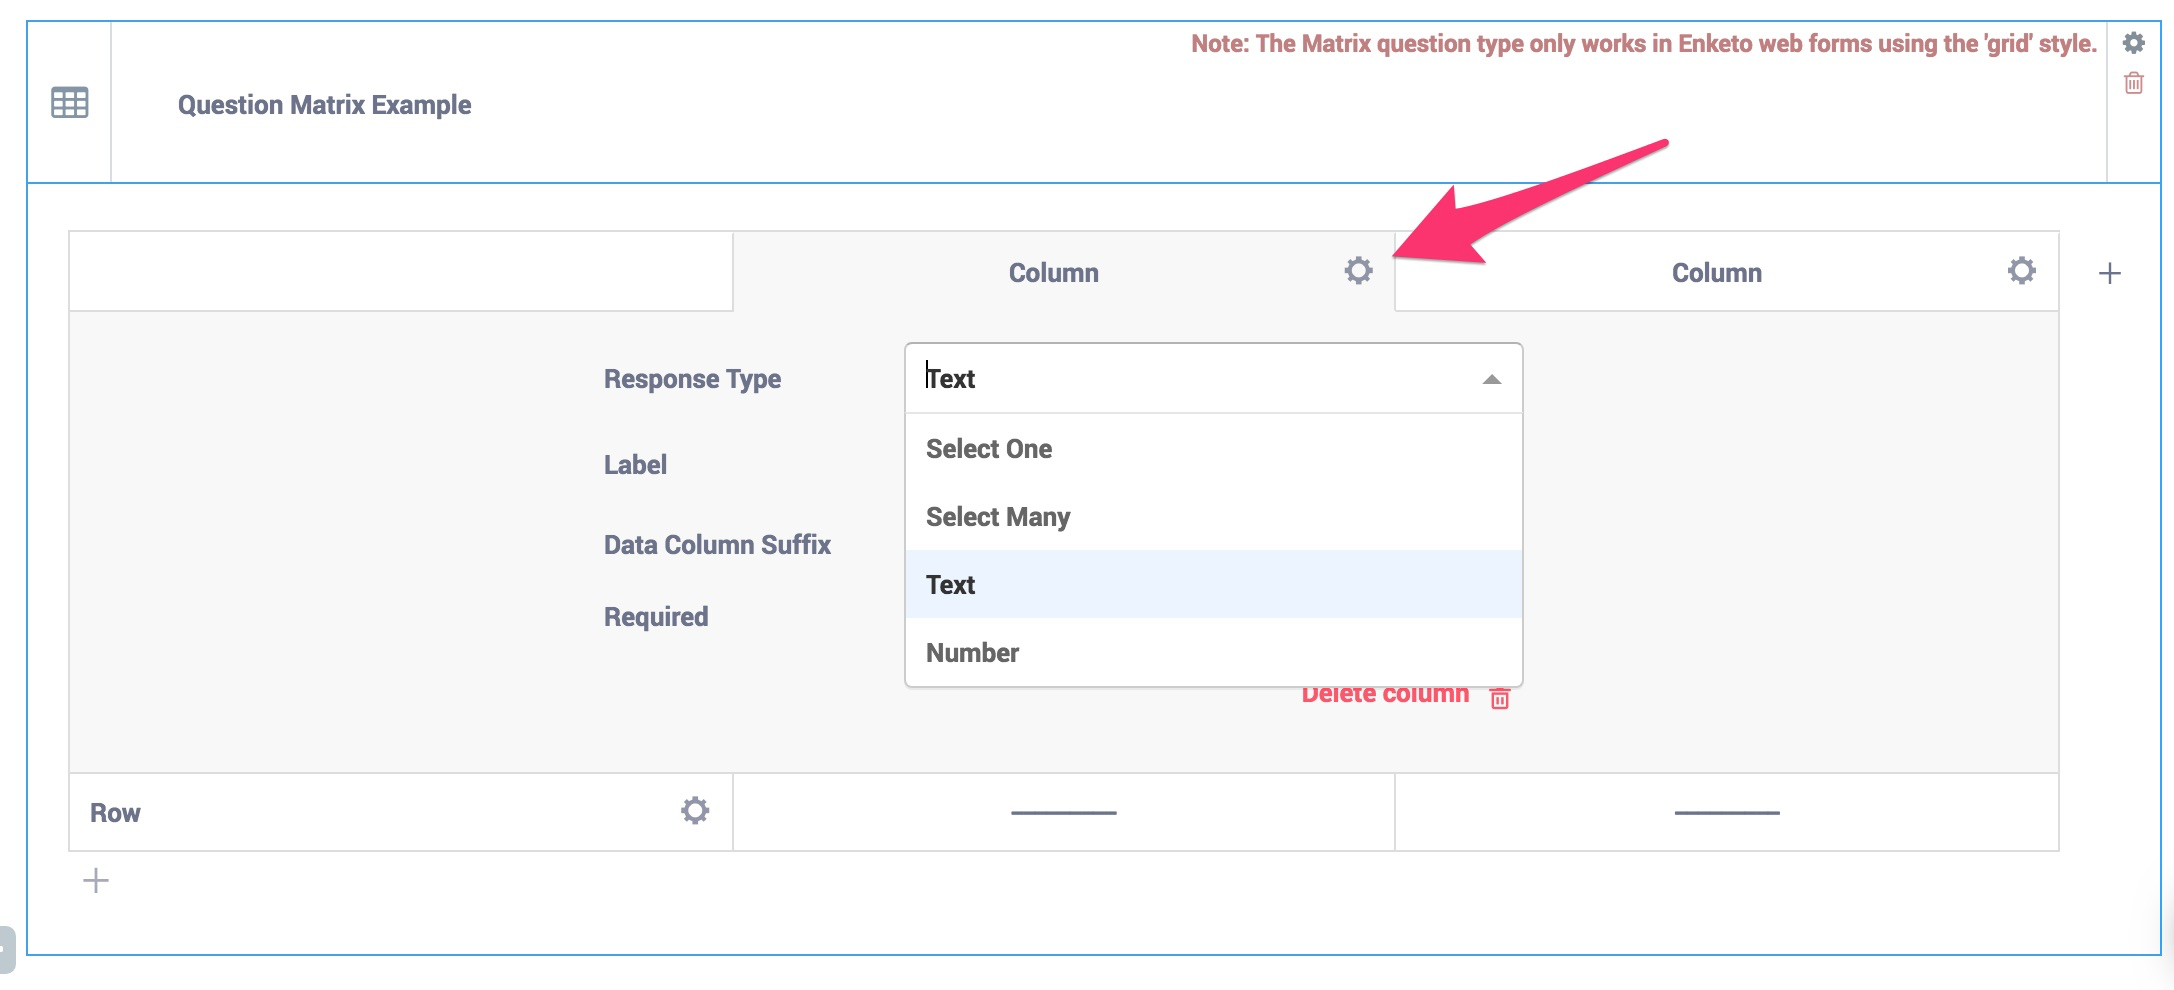 Note: The Matrix question type only works in Enketo web forms using the 'grid' style.
Question Matrix Example
Column
Column
Response Type
Text
Select One
Label
Select Many
Data Column Suffix
Text
Required
Number
Delete column
Row